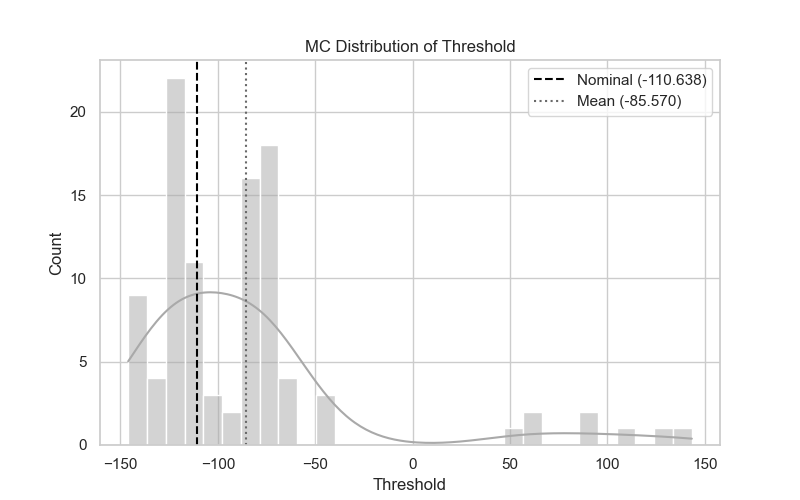 MC Distribution of Threshold
Nominal (-110.638)
Mean (-85.570)
Count
20
15
10
5
0
−150
−100
−50
0
50
100
150
Threshold